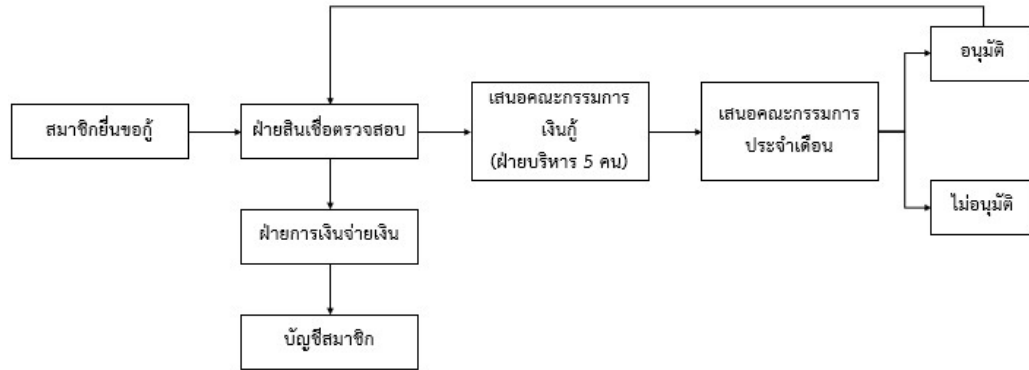 อนุมัติ
สมาชิกยื่นขอกู้
ฝ่ายสินเชื่อตรวจสอบ
เสนอคณะกรรมการ
เงินกู้
(ฝ่ายบริหาร 5 คน)
เสนอคณะกรรมการ
ประจำเดือน
ไม่อนุมัติ
ฝ่ายการเงินจ่ายเงิน
บัญชีสมาชิก